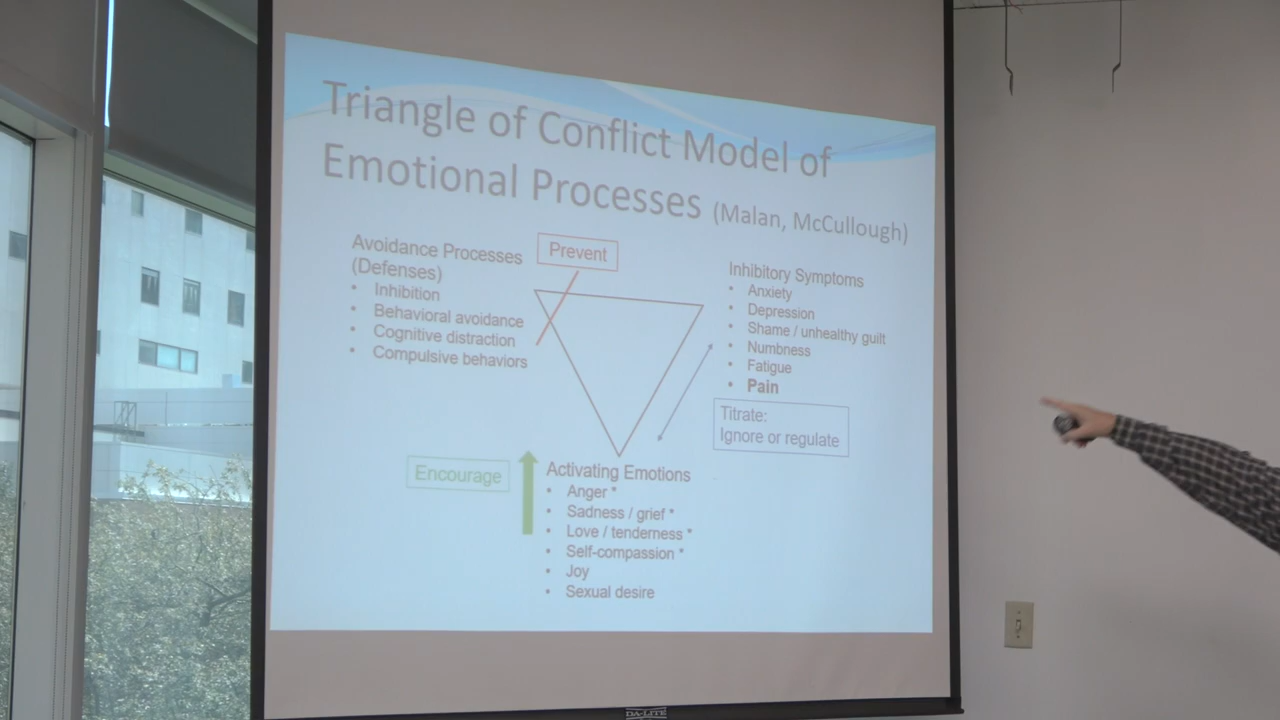 Triangle of Conflict Model of
Emotional Processes (Malan, McCullough)
Avoidance Processes
(Defenses)
• Inhibition
• Behavioral avoidance
• Cognitive distraction
• Compulsive behaviors
Prevent
Inhibitory Symptoms
• Anxiety
• Depression
• Shame / unhealthy guilt
• Numbness
• Fatigue
• Pain
Titrate:
Ignore or regulate
Encourage
Activating Emotions
• Anger *
• Sadness / grief *
• Love / tenderness *
• Self-compassion *
• Joy
• Sexual desire
DA-LITE